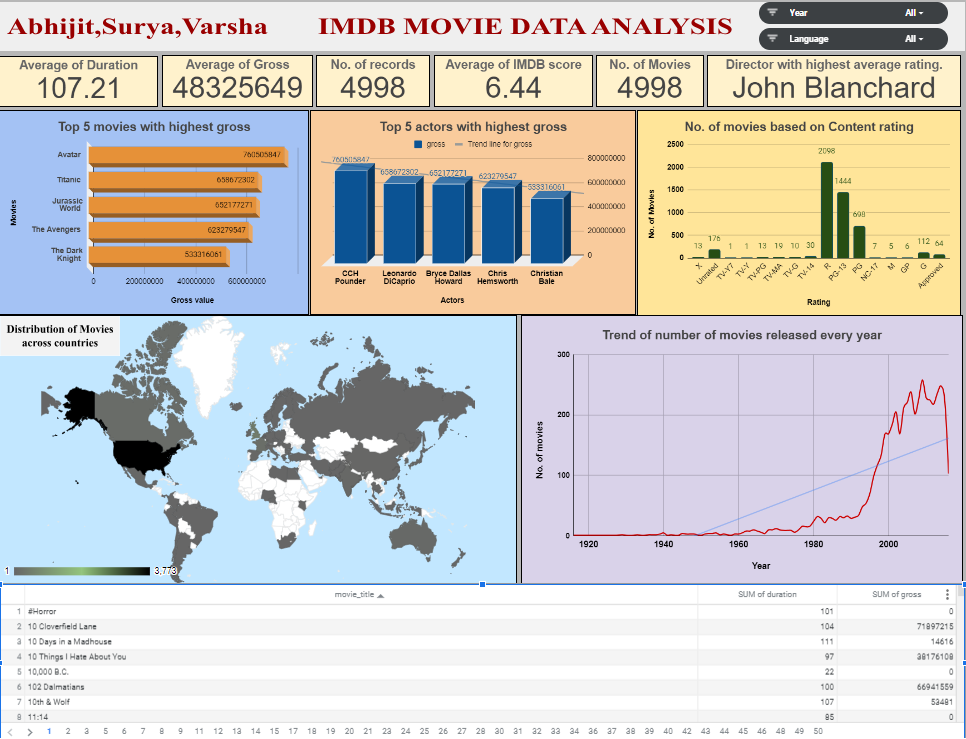 Abhijit,Surya,Varsha
IMDB MOVIE DATA ANALYSIS
Year
All
Language
All
Average of Duration
107.21
Average of Gross
48325649
No. of records
4998
Average of IMDB score
6.44
No. of Movies
4998
Director with highest average rating.
John Blanchard
Top 5 movies with highest gross
Movies
Avatar
760505847
Titanic
658672302
Jurassic
World
652177271
The Avengers
623279547
The Dark
Knight
533316061
0 200000000 400000000 600000000
Gross value
Top 5 actors with highest gross
gross Trend line for gross
760505847
658672302
652177271
623279547
533316061
800000000
600000000
400000000
200000000
0
CCH
Pounder
Leonardo
DiCaprio
Bryce Dallas
Howard
Chris
Hemsworth
Christian
Bale
Actors
No. of movies based on Content rating
No. of Movies
2500
2000
1500
1000
500
0
13 176 1 1 13 19 10 30 2098 1444 698 7 5 6 112 64
X Unrated TV-Y7 TV-Y TV-PG TV-MA TV-G TV-14 R PG-13 PG NC-17 M GP G Approved
Rating
Distribution of Movies
across countries
1 3,773
Trend of number of movies released every year
No. of movies
300
200
100
0
1920 1940 1960 1980 2000
Year
movie_title SUM of duration SUM of gross
1 #Horror 101 0
2 10 Cloverfield Lane 104 71897215
3 10 Days in a Madhouse 111 14616
4 10 Things I Hate About You 97 38176108
5 10,000 B.C. 22 0
6 102 Dalmatians 100 66941559
7 10th & Wolf 107 53481
8 11:14 85 0
1 2 3 4 5 6 7 8 9 10 11 12 13 14 15 16 17 18 19 20 21 22 23 24 25 26 27 28 29 30 31 32 33 34 35 36 37 38 39 40 41 42 43 44 45 46 47 48 49 50